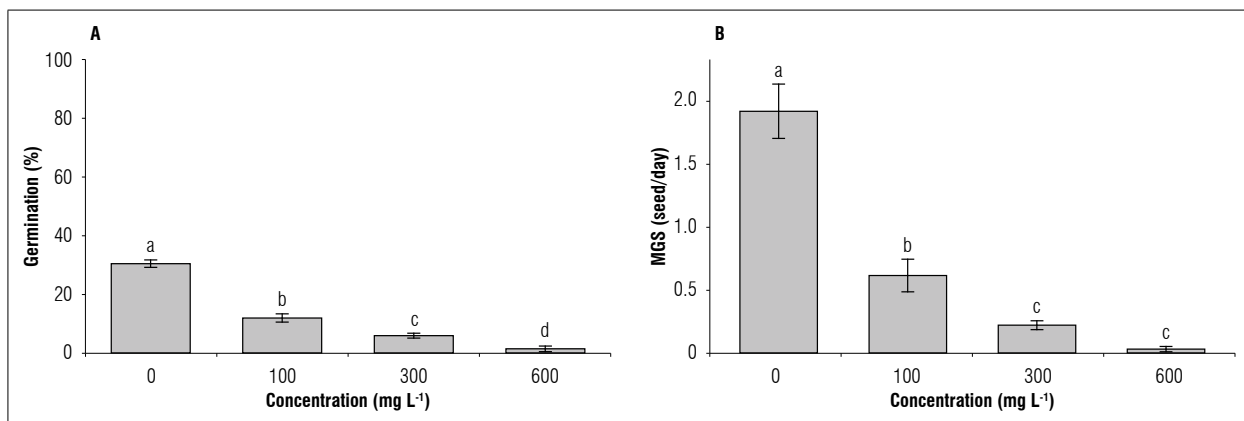 A
100
80
60
40
20
0
Germination (%)
a
b
c
d
0 100 300 600
Concentration (mg L-1)
B
2.0
1.5
1.0
0.5
0
MGS (seed/day)
a
b
c
c
0 100 300 600
Concentration (mg L-1)